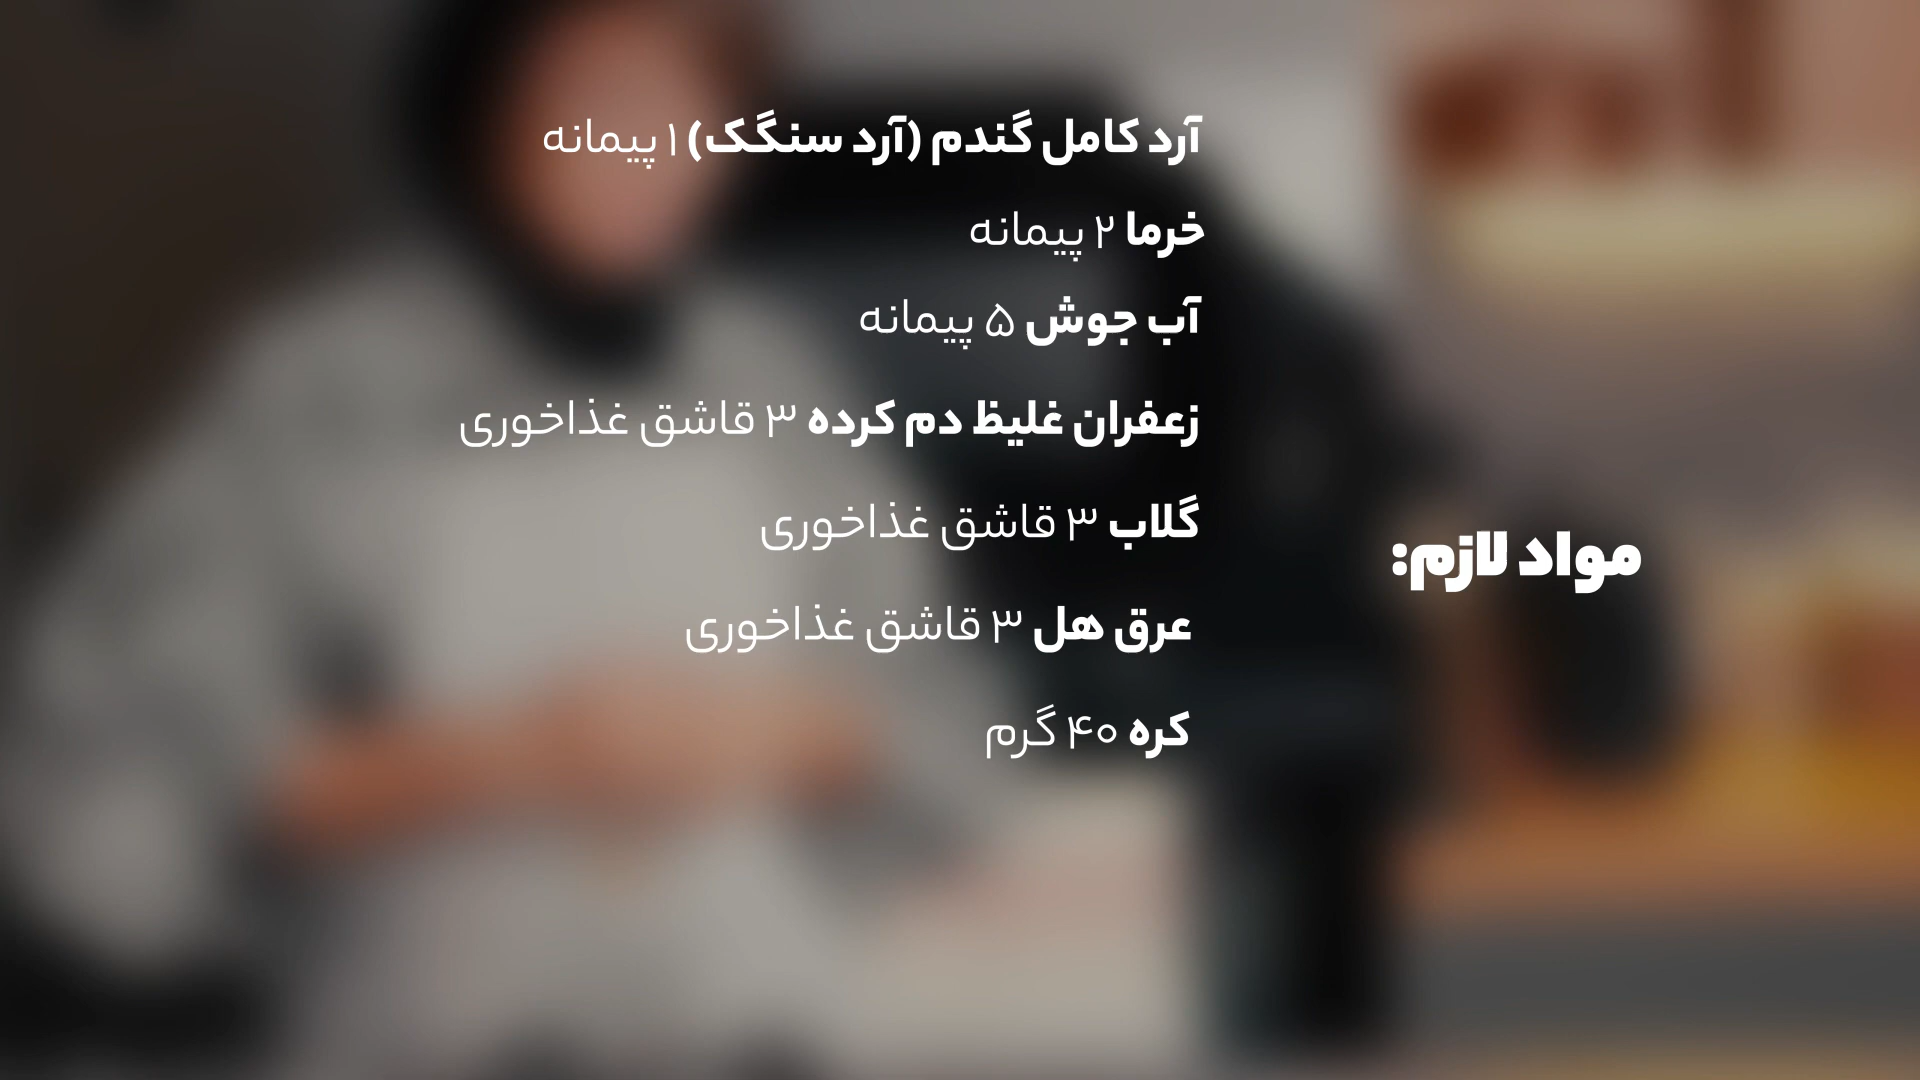 مواد لازم:
آرد کامل گندم (آرد سنگک) ۱ پیمانه
خرما ۲ پیمانه
آب جوش ۵ پیمانه
زعفران غلیظ دم کرده ۳ قاشق غذاخوری
گلاب ۳ قاشق غذاخوری
عرق هل ۳ قاشق غذاخوری
کره ۴۰ گرم